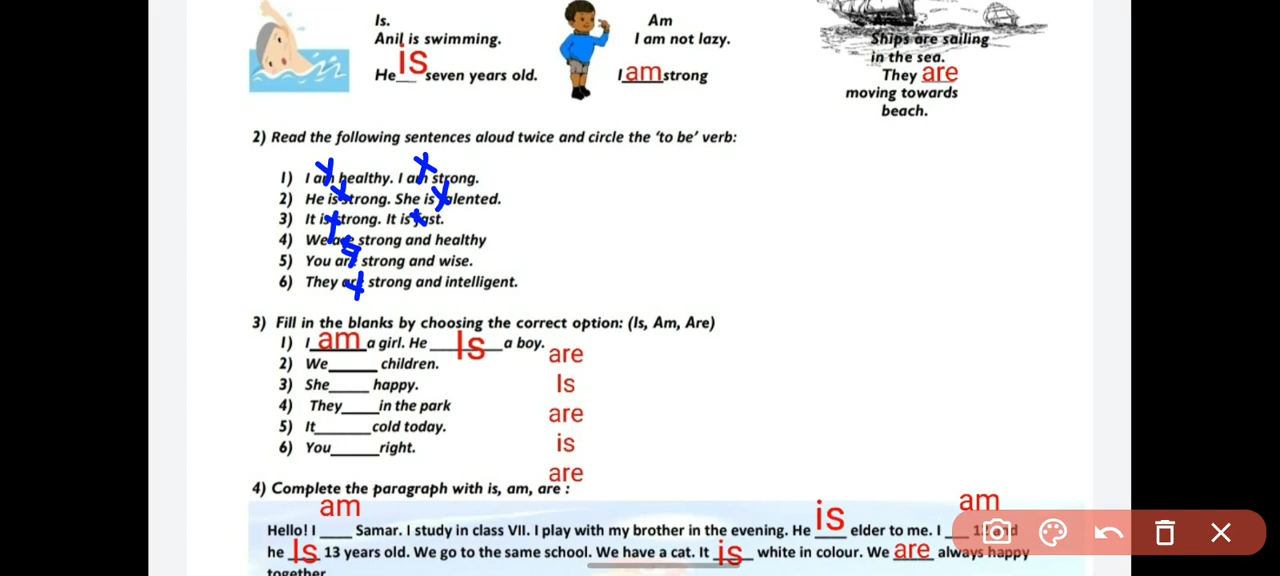 Is. Am
Anil is swimming. I am not lazy. Ships are sailing
in the sea.
He is seven years old. I am strong They are
moving towards
beach.
2) Read the following sentences aloud twice and circle the ‘to be’ verb:
1) I am healthy. I am strong.
2) He is strong. She is talented.
3) It is strong. It is fast.
4) We are strong and healthy
5) You are strong and wise.
6) They are strong and intelligent.
3) Fill in the blanks by choosing the correct option: (Is, Am, Are)
1) I am a girl. He Is a boy.
2) We______ children. are
3) She_____ happy. Is
4) They_____in the park are
5) It_______cold today. is
6) You______right. are
4) Complete the paragraph with is, am, are :
Hello! I am Samar. I study in class VII. I play with my brother in the evening. He is elder to me. I am
he Is 13 years old. We go to the same school. We have a cat. It is white in colour. We are always happy
together